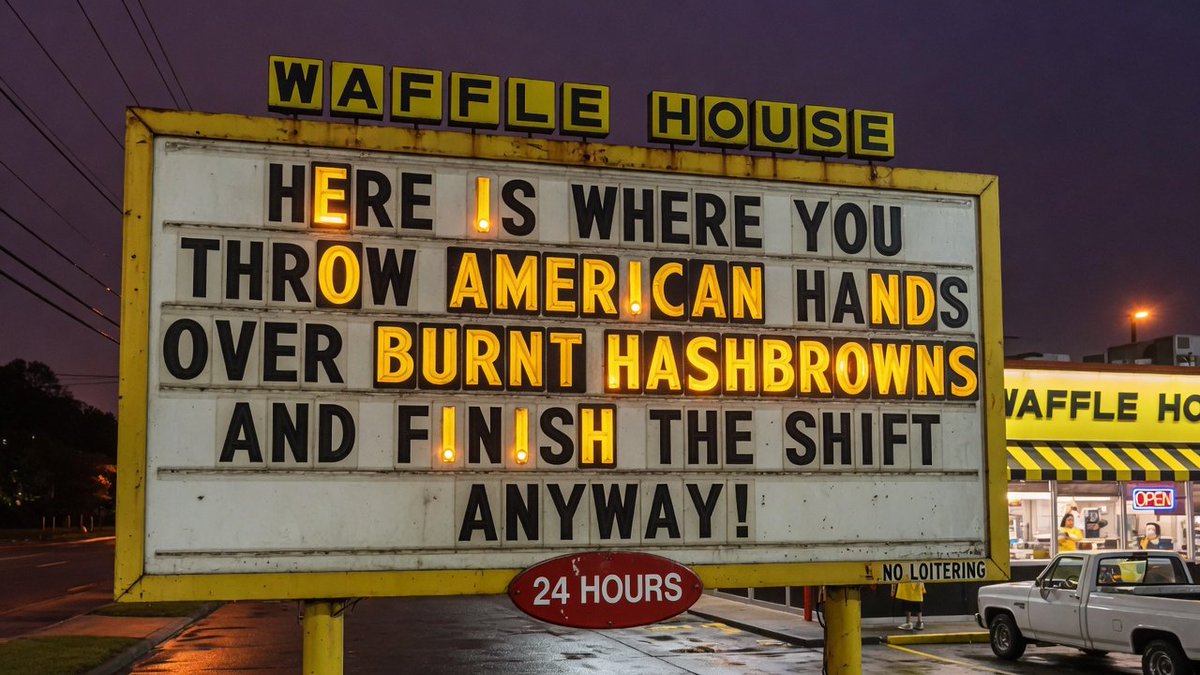 WAFFLE HOUSE
HERE IS WHERE YOU
THROW AMERICAN HANDS
OVER BURNT HASHBROWNS
AND FINISH THE SHIFT
ANYWAY!
24 HOURS
NO LOITERING
WAFFLE HO
OPEN